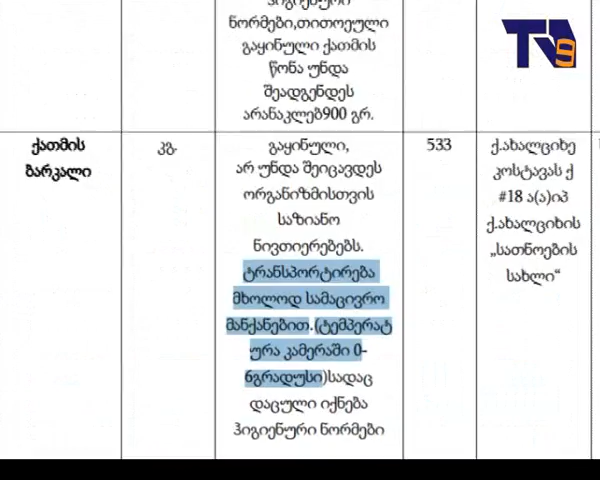 ჰიგიენური
ნორმები,თითოეული
გაყინული ქათმის
წონა უნდა
შეადგენდეს
არანაკლებ900 გრ.
ქათმის
ბარკალი
კგ.
გაყინული,
არ უნდა შეიცავდეს
ორგანიზმისთვის
საზიანო
ნივთიერებებს.
ტრანსპორტირება
მხოლოდ სამაცივრო
მანქანებით.(ტემპერატ
ურა კამერაში 0-
6გრადუსი)სადაც
დაცული იქნება
ჰიგიენური ნორმები
533
ქ.ახალციხე
კოსტავას ქ
#18 ა(ა)იპ
ქ.ახალციხის
„სათნოების
სახლი“
TV9